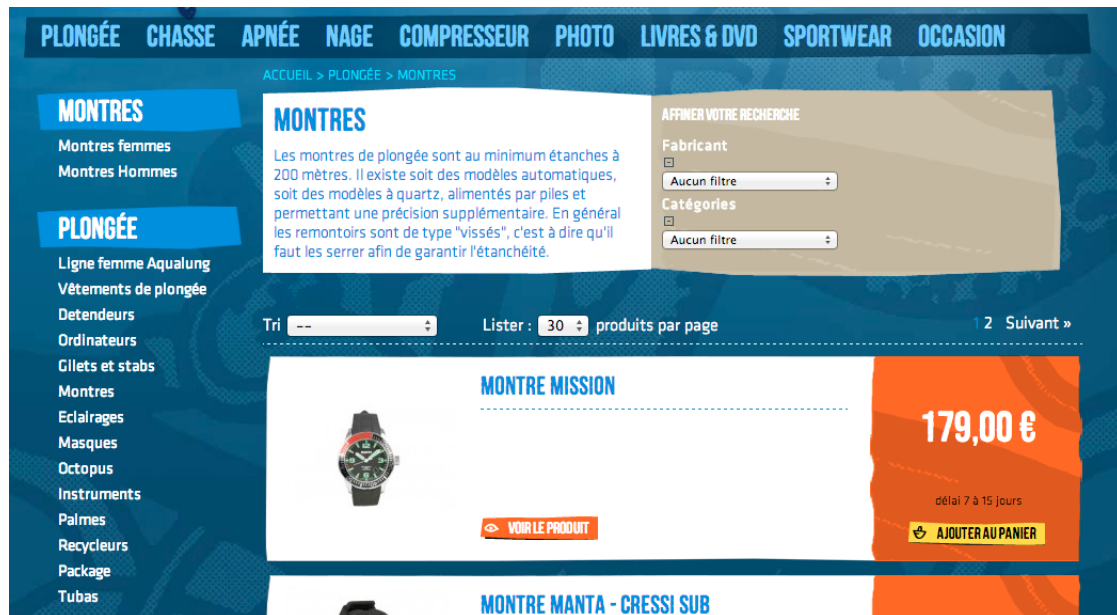 PLONGÉE CHASSE APNÉE NAGE COMPRESSEUR PHOTO LIVRES & DVD SPORTWEAR OCCASION
ACCUEIL > PLONGÉE > MONTRES
MONTRES
Montres femmes
Montres Hommes
PLONGÉE
Ligne femme Aqualung
Vêtements de plongée
Detendeurs
Ordinateurs
Gilets et stabs
Montres
Eclairages
Masques
Octopus
Instruments
Palmes
Recycleurs
Package
Tubas
MONTRES
Les montres de plongée sont au minimum étanches à
200 mètres. Il existe soit des modèles automatiques,
soit des modèles à quartz, alimentés par piles et
permettant une précision supplémentaire. En général
les remontoirs sont de type "vissés", c'est à dire qu'il
faut les serrer afin de garantir l'étanchéité.
AFFINER VOTRE RECHERCHE
Fabricant
Aucun filtre
Catégories
Aucun filtre
Tri -- Lister : 30 produits par page 1 2 Suivant »
MONTRE MISSION
VOIR LE PRODUIT
179,00 €
délai 7 à 15 jours
AJOUTER AU PANIER
MONTRE MANTA - CRESSI SUB